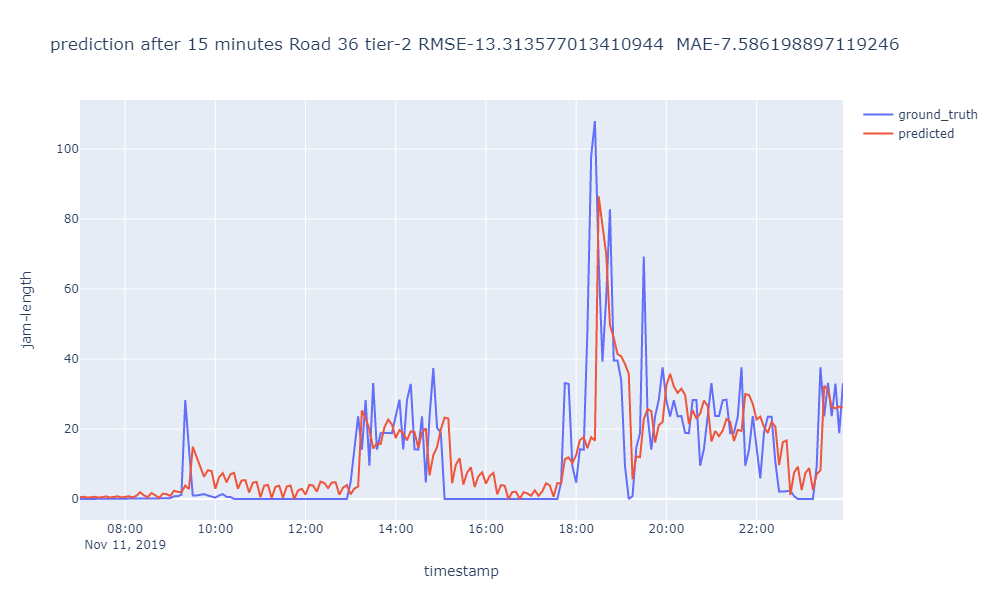 prediction after 15 minutes Road 36 tier-2 RMSE-13.313577013410944  MAE-7.586198897119246
ground_truth
predicted
100
80
60
40
20
0
jam-length
08:00 10:00 12:00 14:00 16:00 18:00 20:00 22:00
Nov 11, 2019
timestamp